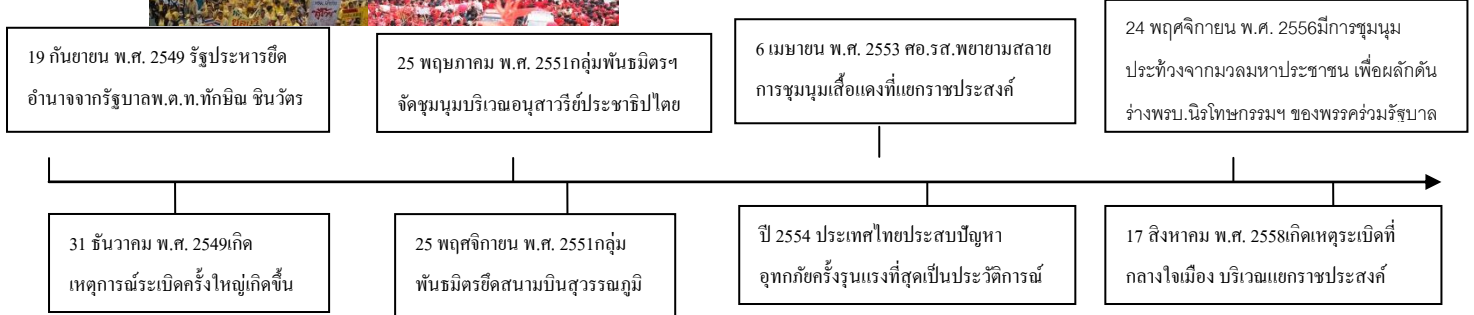 19 กันยายน พ.ศ. 2549 รัฐประหารยึด
อำนาจจากรัฐบาลพ.ต.ท.ทักษิณ ชินวัตร
25 พฤษภาคม พ.ศ. 2551กลุ่มพันธมิตรฯ
จัดชุมนุมบริเวณอนุสาวรีย์ประชาธิปไตย
6 เมษายน พ.ศ. 2553 ศอ.รส.พยายามสลาย
การชุมนุมเสื้อแดงที่แยกราชประสงค์
24 พฤศจิกายน พ.ศ. 2556มีการชุมนุม
ประท้วงจากมวลมหาประชาชน เพื่อผลักดัน
ร่างพรบ.นิรโทษกรรมฯ ของพรรคร่วมรัฐบาล
31 ธันวาคม พ.ศ. 2549เกิด
เหตุการณ์ระเบิดครั้งใหญ่เกิดขึ้น
25 พฤศจิกายน พ.ศ. 2551กลุ่ม
พันธมิตรยึดสนามบินสุวรรณภูมิ
ปี 2554 ประเทศไทยประสบปัญหา
อุทกภัยครั้งรุนแรงที่สุดเป็นประวัติการณ์
17 สิงหาคม พ.ศ. 2558เกิดเหตุระเบิดที่
กลางใจเมือง บริเวณแยกราชประสงค์